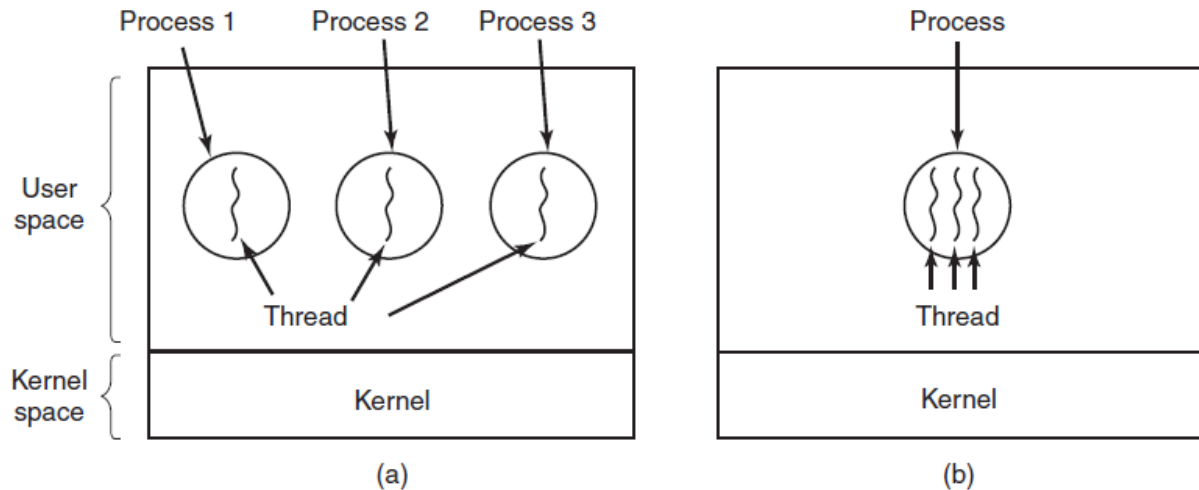 Process 1
Process 2
Process 3
Process
User
space
Thread
Thread
Kernel
space
Kernel
Kernel
(a)
(b)